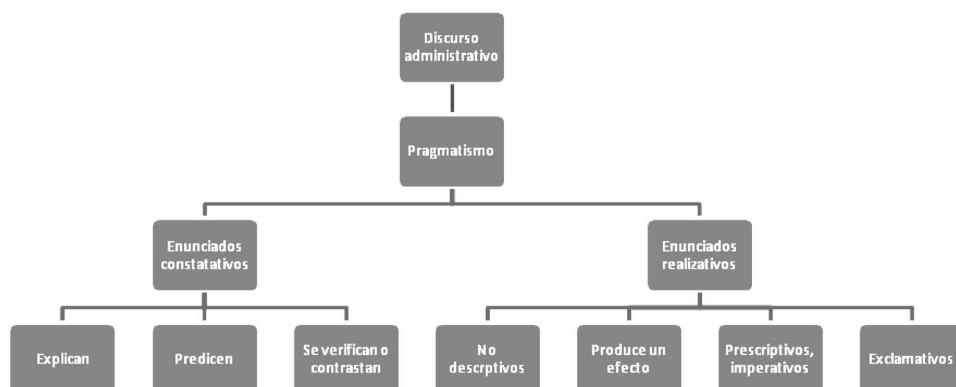 Discurso
administrativo
Pragmatismo
Enunciados
constatativos
Enunciados
realizativos
Explican
Predicen
Se verifican o
contrastan
No
descrptivos
Produce un
efecto
Prescriptivos,
imperativos
Exclamativos